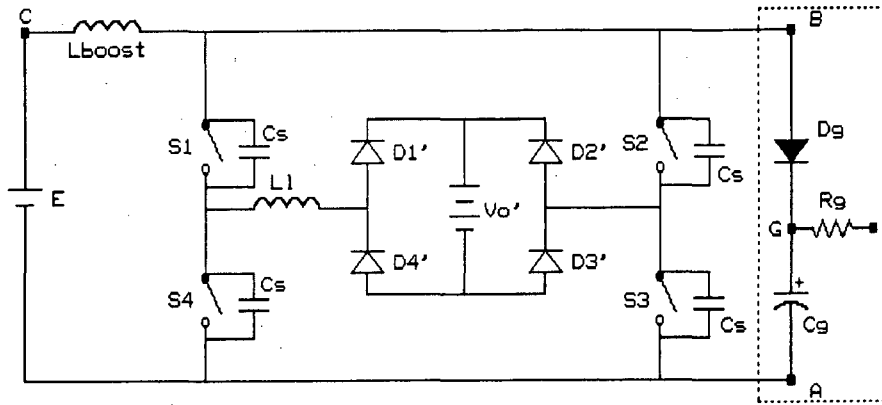 C
B
Lboost
S1
Cs
D1'
D2'
S2
Cs
Dg
E
L1
Vo'
G
Rg
S4
Cs
D4'
D3'
S3
Cs
+
Cg
A